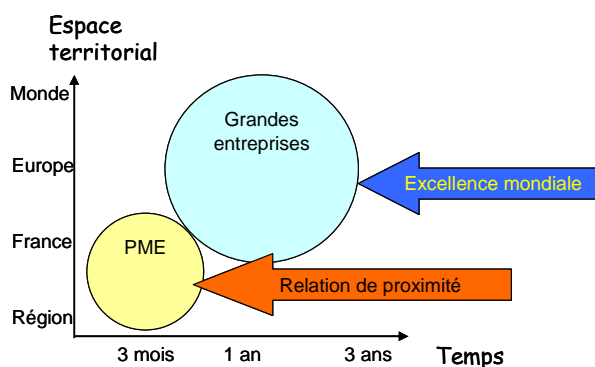 Espace
territorial
Monde
Grandes
entreprises
Europe
Excellence mondiale
France
PME
Relation de proximité
Région
3 mois
1 an
3 ans
Temps